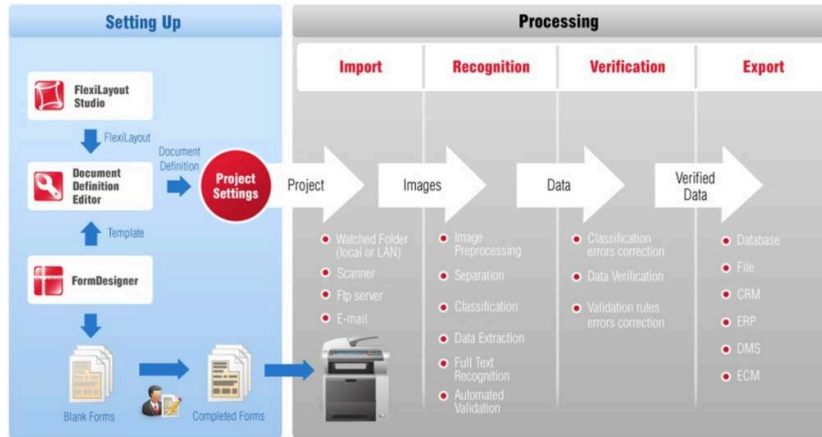 Setting Up
Processing
Import
Recognition
Verification
Export
FlexiLayout
Studio
FlexiLayout
Document
Definition
Document
Definition
Editor
Project
Settings
Project
Images
Data
Verified
Data
Template
FormDesigner
Blank Forms
Completed Forms
Watched Folder
(local or LAN)
Scanner
Ftp server
E-mail
Image
Preprocessing
Separation
Classification
Data Extraction
Full Text
Recognition
Automated
Validation
Classification
errors correction
Data Verification
Validation rules
errors correction
Database
File
CRM
ERP
DMS
ECM